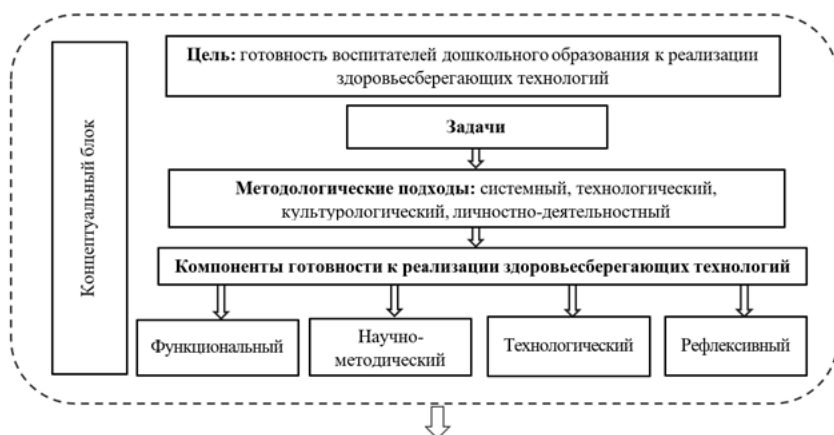 Концептуальный блок
Цель: готовность воспитателей дошкольного образования к реализации
здоровьесберегающих технологий
Задачи
Методологические подходы: системный, технологический,
культурологический, личностно-деятельностный
Компоненты готовности к реализации здоровьесберегающих технологий
Функциональный
Научно-
методический
Технологический
Рефлексивный